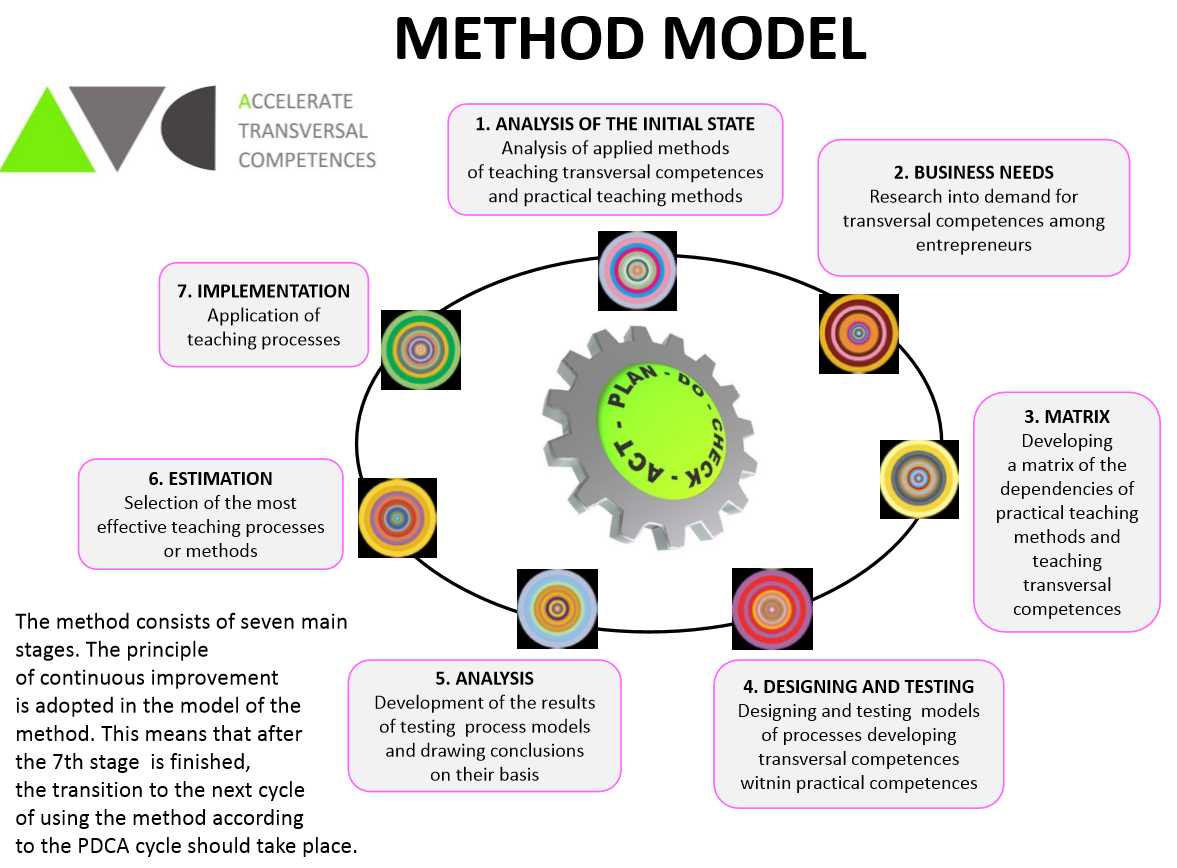 METHOD MODEL
ACCELERATE
TRANSVERSAL
COMPETENCES
1. ANALYSIS OF THE INITIAL STATE
Analysis of applied methods
of teaching transversal competences
and practical teaching methods
2. BUSINESS NEEDS
Research into demand for
transversal competences among
entrepreneurs
3. MATRIX
Developing
a matrix of the
dependencies of
practical teaching
methods and
teaching
transversal
competences
4. DESIGNING AND TESTING
Designing and testing models
of processes developing
transversal competences
witnin practical competences
5. ANALYSIS
Development of the results
of testing process models
and drawing conclusions
on their basis
6. ESTIMATION
Selection of the most
effective teaching processes
or methods
7. IMPLEMENTATION
Application of
teaching processes
PLAN - DO - CHECK - ACT -
The method consists of seven main
stages. The principle
of continuous improvement
is adopted in the model of the
method. This means that after
the 7th stage is finished,
the transition to the next cycle
of using the method according
to the PDCA cycle should take place.